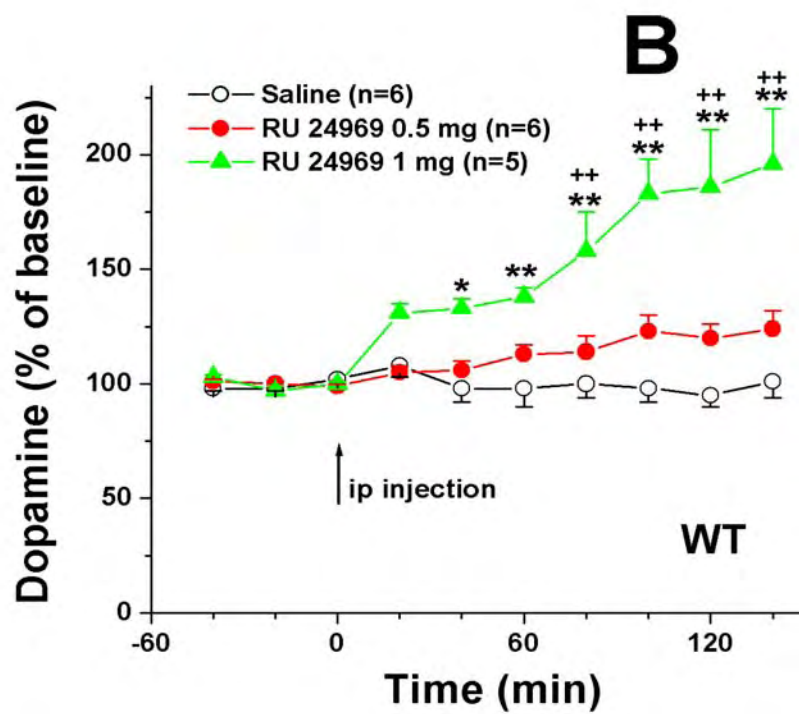 B
Saline (n=6)
RU 24969 0.5 mg (n=6)
RU 24969 1 mg (n=5)
++
**
++
**
++
**
++
**
**
*
200
150
100
50
0
Dopamine (% of baseline)
ip injection
WT
-60
0
60
120
Time (min)